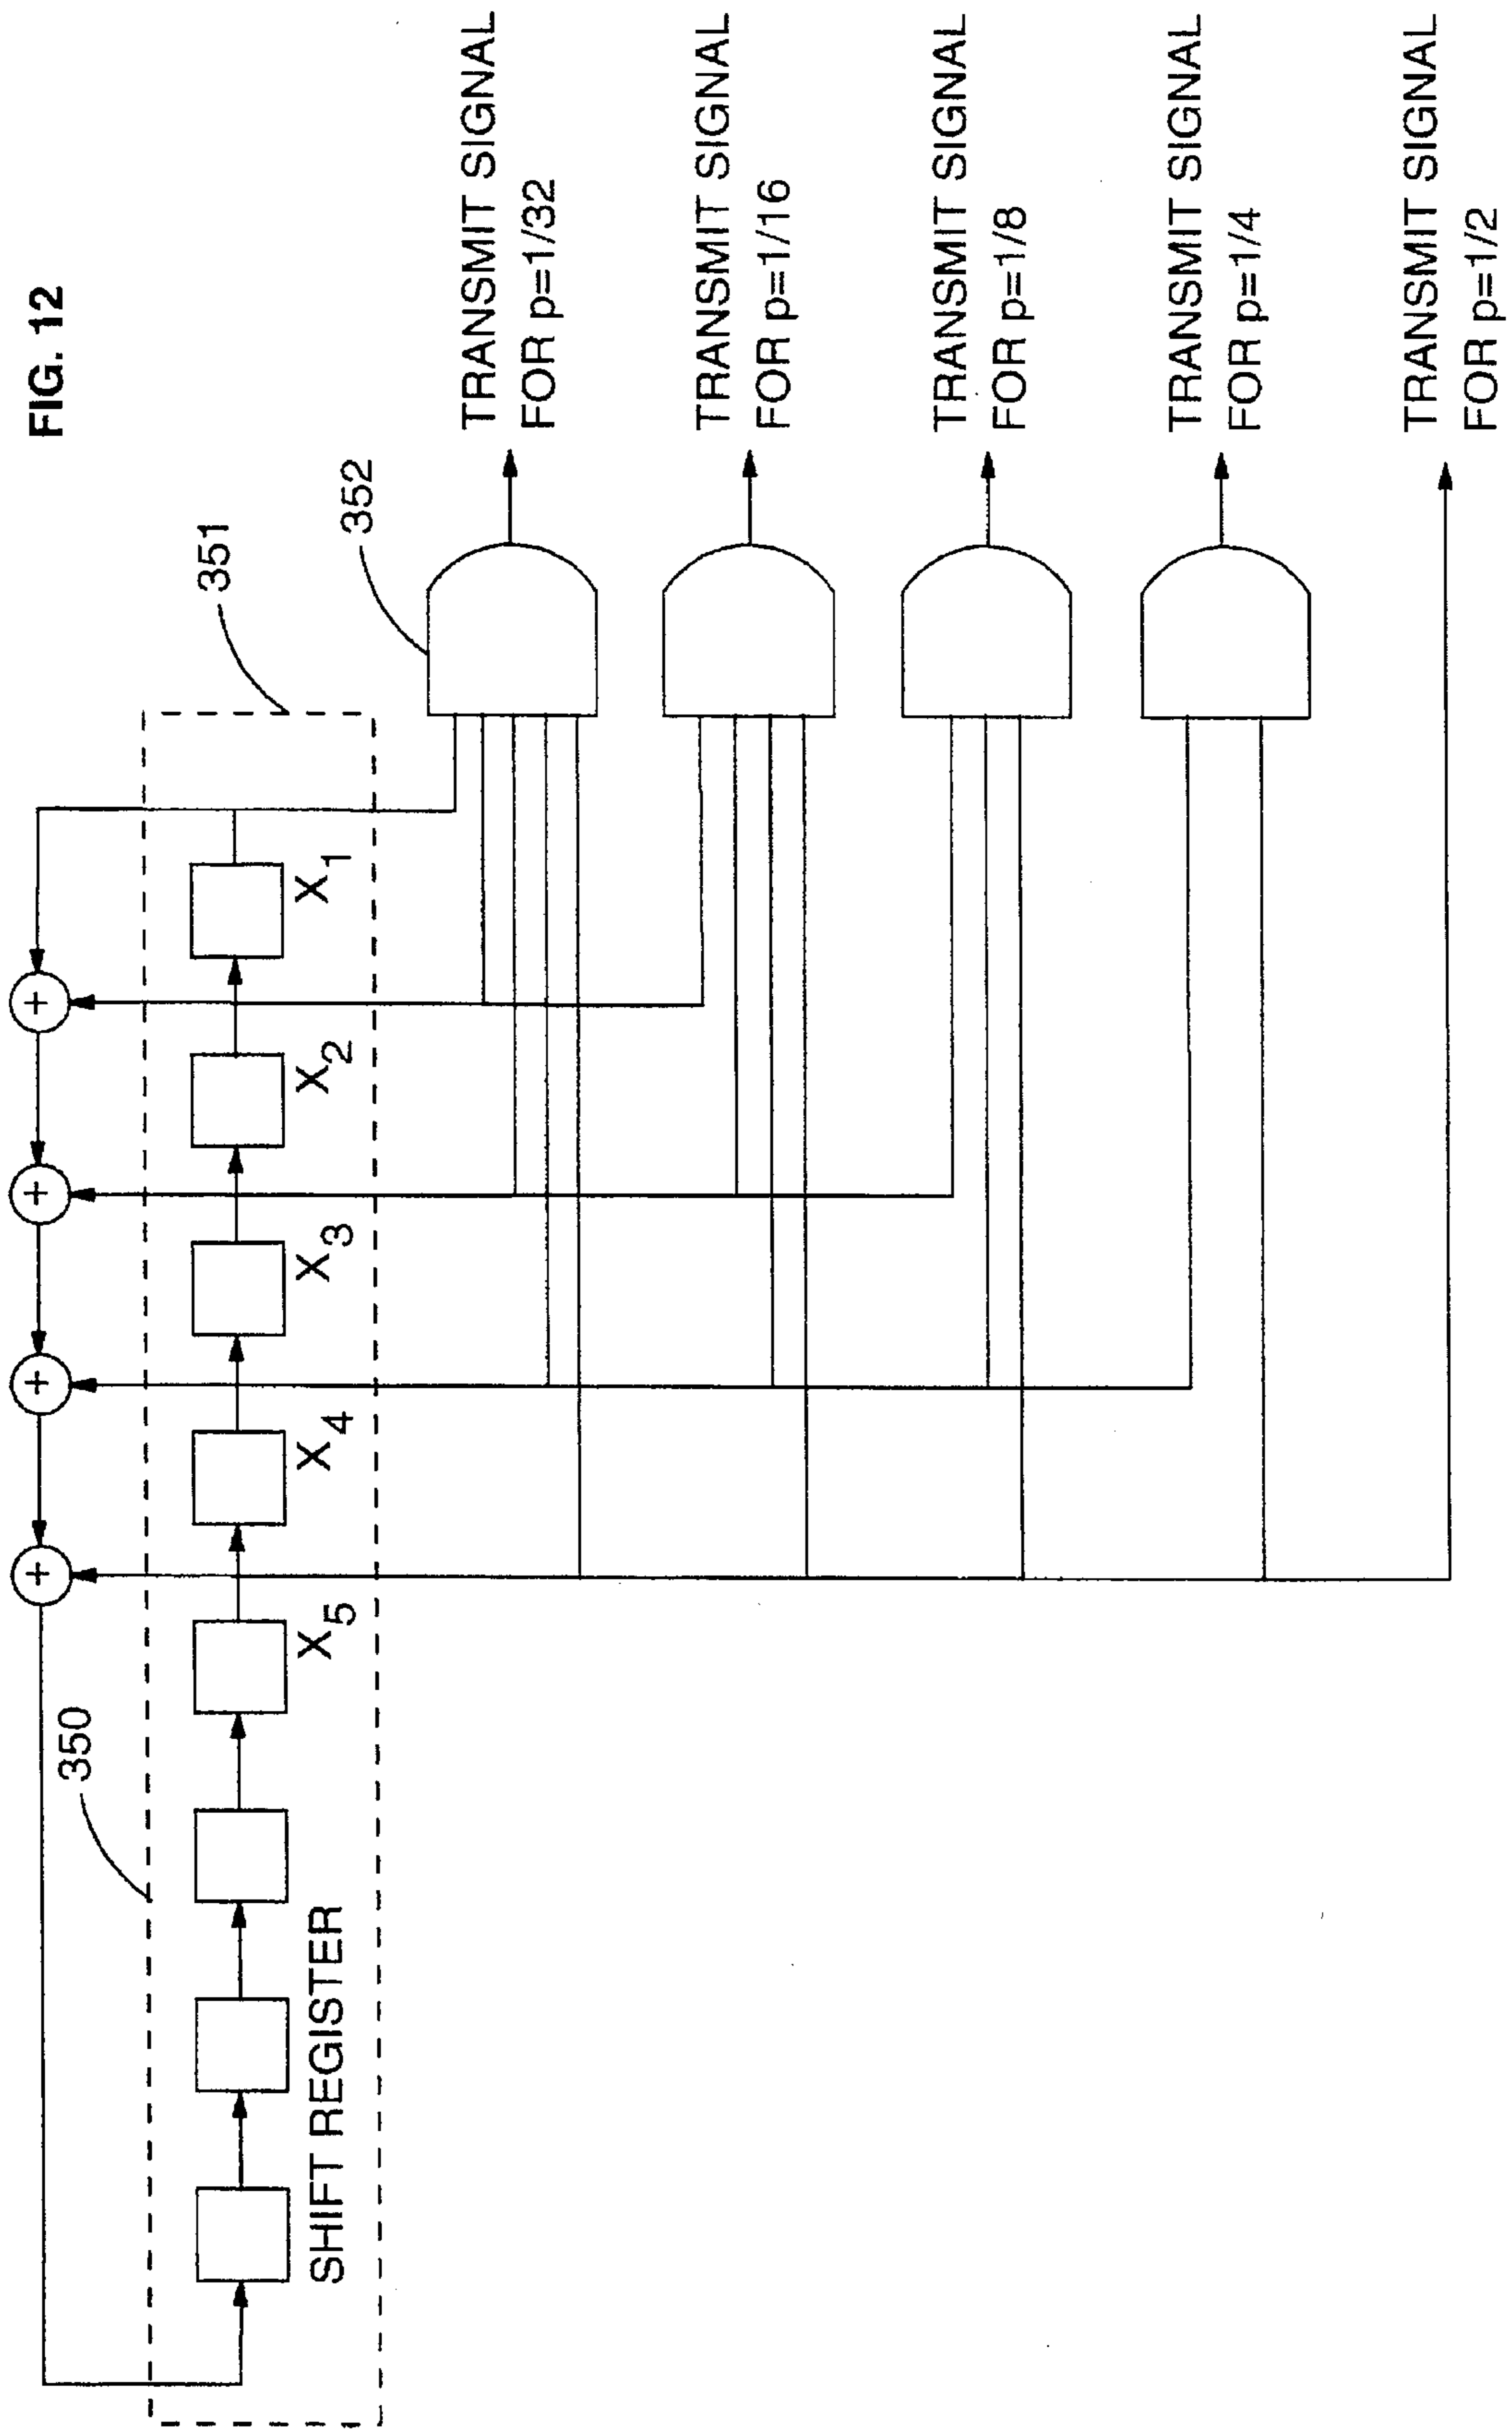 FIG. 12
350
351
352
SHIFT REGISTER
X5
X4
X3
X2
X1
+
+
+
+
TRANSMIT SIGNAL
FOR p=1/32
TRANSMIT SIGNAL
FOR p=1/16
TRANSMIT SIGNAL
FOR p=1/8
TRANSMIT SIGNAL
FOR p=1/4
TRANSMIT SIGNAL
FOR p=1/2